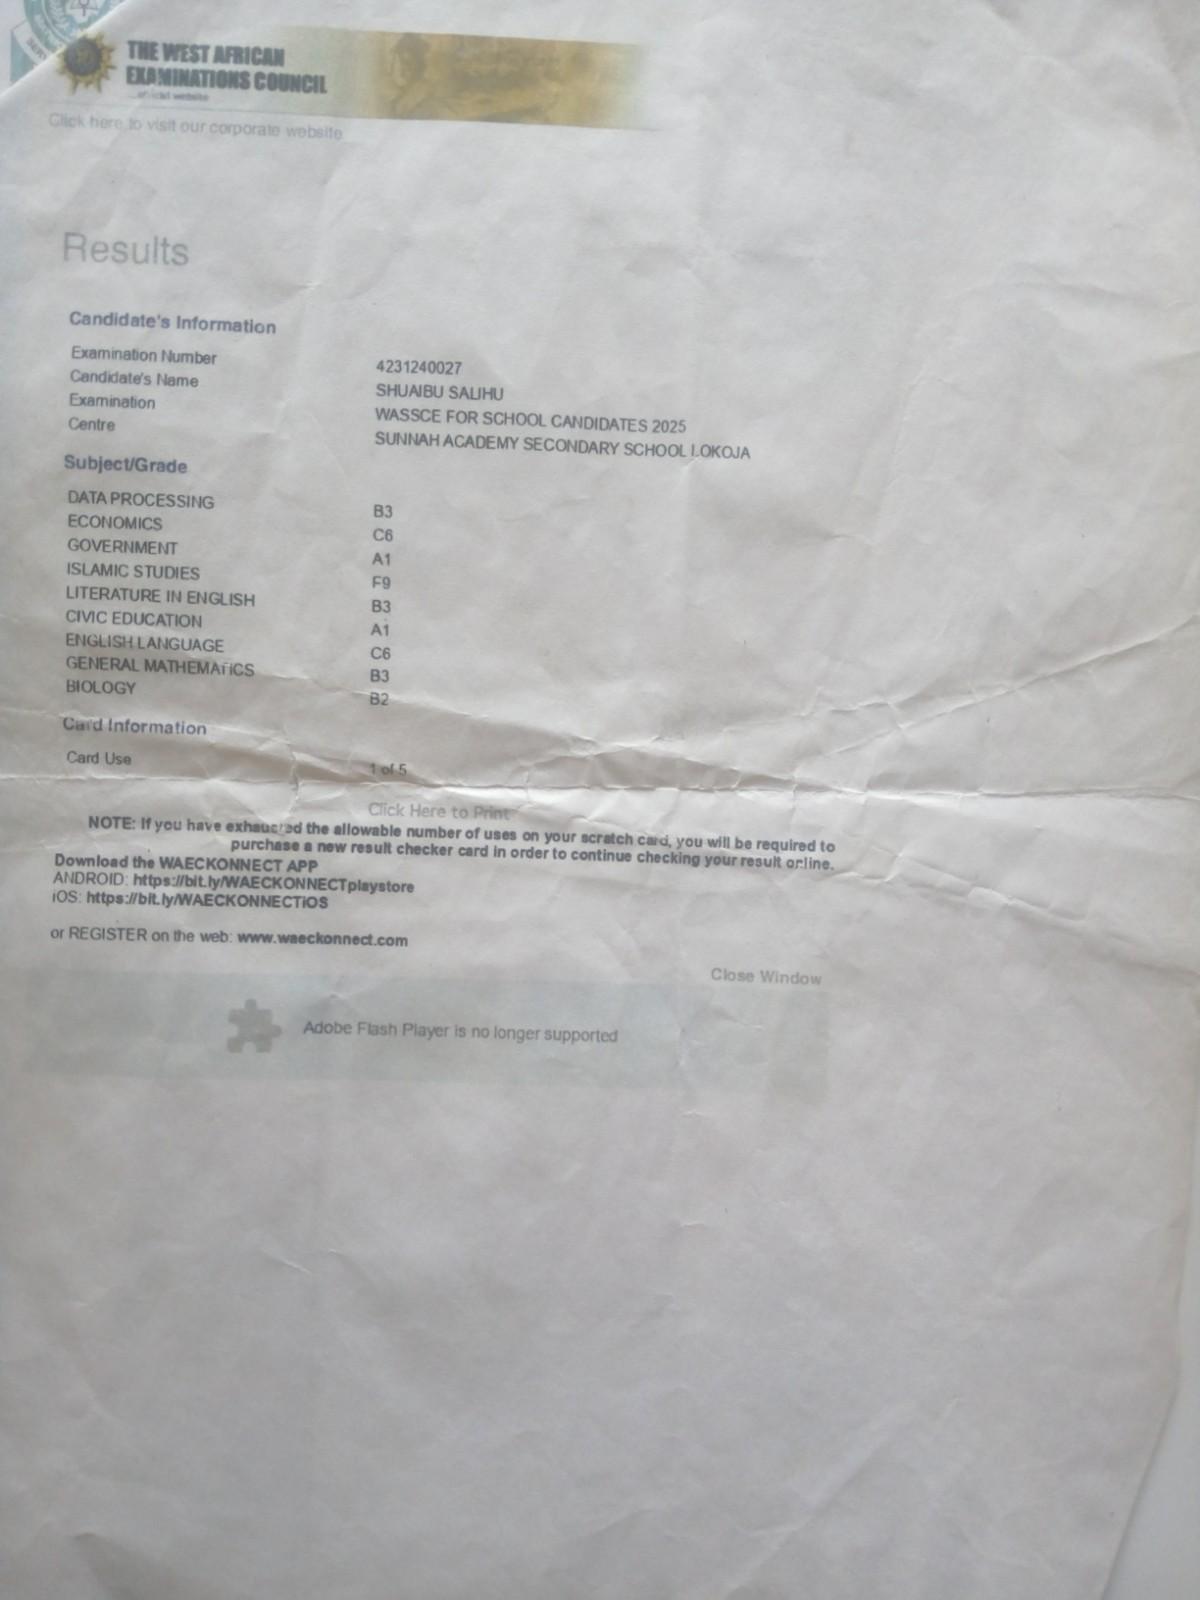 THE WEST AFRICAN
EXAMINATIONS COUNCIL
...official website
Click here to visit our corporate website
Results
Candidate's Information
Examination Number 4231240027
Candidate's Name SHUAIBU SALIHU
Examination WASSCE FOR SCHOOL CANDIDATES 2025
Centre SUNNAH ACADEMY SECONDARY SCHOOL LOKOJA
Subject/Grade
DATA PROCESSING B3
ECONOMICS C6
GOVERNMENT A1
ISLAMIC STUDIES F9
LITERATURE IN ENGLISH B3
CIVIC EDUCATION A1
ENGLISH LANGUAGE C6
GENERAL MATHEMATICS B3
BIOLOGY B2
Card Information
Card Use 1 of 5
Click Here to Print
NOTE: If you have exhausted the allowable number of uses on your scratch card, you will be required to
purchase a new result checker card in order to continue checking your result online.
Download the WAECKONNECT APP
ANDROID: https://bit.ly/WAECKONNECTplaystore
iOS: https://bit.ly/WAECKONNECTiOS
or REGISTER on the web: www.waeckonnect.com
Close Window
Adobe Flash Player is no longer supported